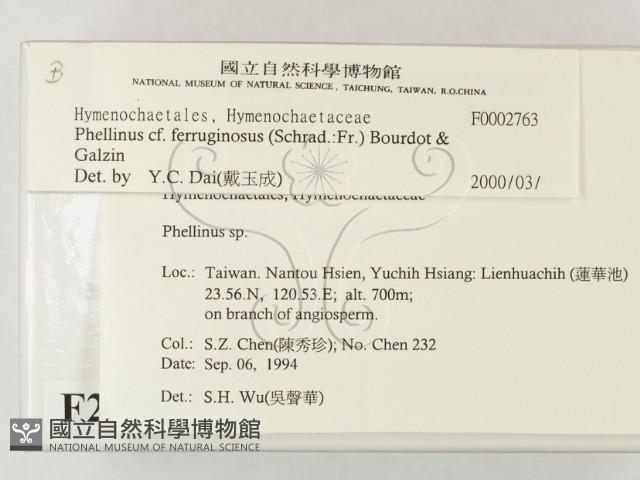 B
國立自然科學博物館
NATIONAL MUSEUM OF NATURAL SCIENCE, TAICHUNG, TAIWAN, R.O.CHINA
Hymenochaetales, Hymenochaetaceae F0002763
Phellinus cf. ferruginosus (Schrad.:Fr.) Bourdot &
Galzin
Det. by Y.C. Dai(戴玉成) 2000/03/
Hymenochaetales, Hymenochaetaceae
Phellinus sp.
Loc.: Taiwan. Nantou Hsien, Yuchih Hsiang: Lienhuachih (蓮華池)
23.56.N, 120.53.E; alt. 700m;
on branch of angiosperm.
Col.: S.Z. Chen(陳秀珍); No. Chen 232
Date: Sep. 06, 1994
Det.: S.H. Wu(吳聲華)
F2
國立自然科學博物館
NATIONAL MUSEUM OF NATURAL SCIENCE